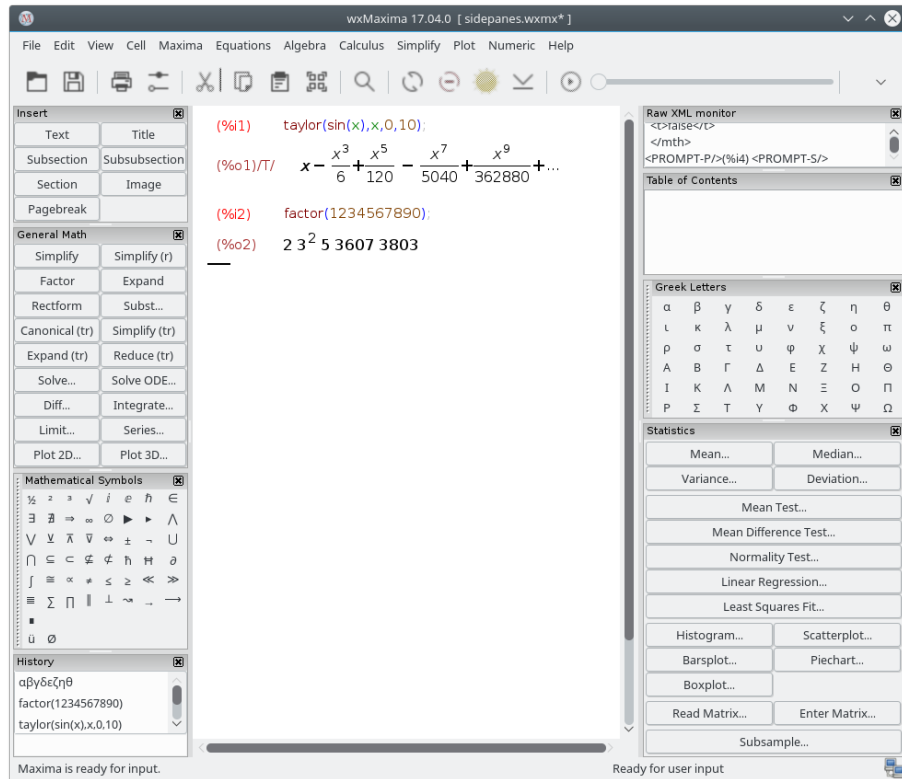 wxMaxima 17.04.0 [ sidepanes.wxmx* ]
File Edit View Cell Maxima Equations Algebra Calculus Simplify Plot Numeric Help
Insert
Text Title
Subsection Subsubsection
Section Image
Pagebreak
General Math
Simplify Simplify (r)
Factor Expand
Rectform Subst...
Canonical (tr) Simplify (tr)
Expand (tr) Reduce (tr)
Solve... Solve ODE...
Diff... Integrate...
Limit... Series...
Plot 2D... Plot 3D...
Mathematical Symbols
½ ² ³ √ ⅈ ⅇ ℏ ∈
∃ ∄ ⇒ ∞ ∅ ▶ ▸ ⋀
⋁ ⊻ ⊼ ⊽ ⇔ ± ¬ ⋃
⋂ ⊆ ⊂ ⊈ ⊄ ħ Ħ ∂
∫ ≅ ∝ ≠ ≤ ≥ ≪ ≫
≣ ∑ ∏ ∥ ⟂ ⇝ → ⟶
∎
ü Ø
History
αβγδεζηθ
factor(1234567890)
taylor(sin(x),x,0,10)
(%i1) taylor(sin(x),x,0,10);
(%o1)/T/ x − x³/6 + x⁵/120 − x⁷/5040 + x⁹/362880 + ...
(%i2) factor(1234567890);
(%o2) 2 3² 5 3607 3803
Raw XML monitor
<t>false</t>
</mth>
<PROMPT-P/>(%i4) <PROMPT-S/>
Table of Contents
Greek Letters
α β γ δ ε ζ η θ
ι κ λ μ ν ξ ο π
ρ σ τ υ φ χ ψ ω
Α Β Γ Δ Ε Ζ Η Θ
Ι Κ Λ Μ Ν Ξ Ο Π
Ρ Σ Τ Υ Φ Χ Ψ Ω
Statistics
Mean... Median...
Variance... Deviation...
Mean Test...
Mean Difference Test...
Normality Test...
Linear Regression...
Least Squares Fit...
Histogram... Scatterplot...
Barsplot... Piechart...
Boxplot...
Read Matrix... Enter Matrix...
Subsample...
Maxima is ready for input. Ready for user input